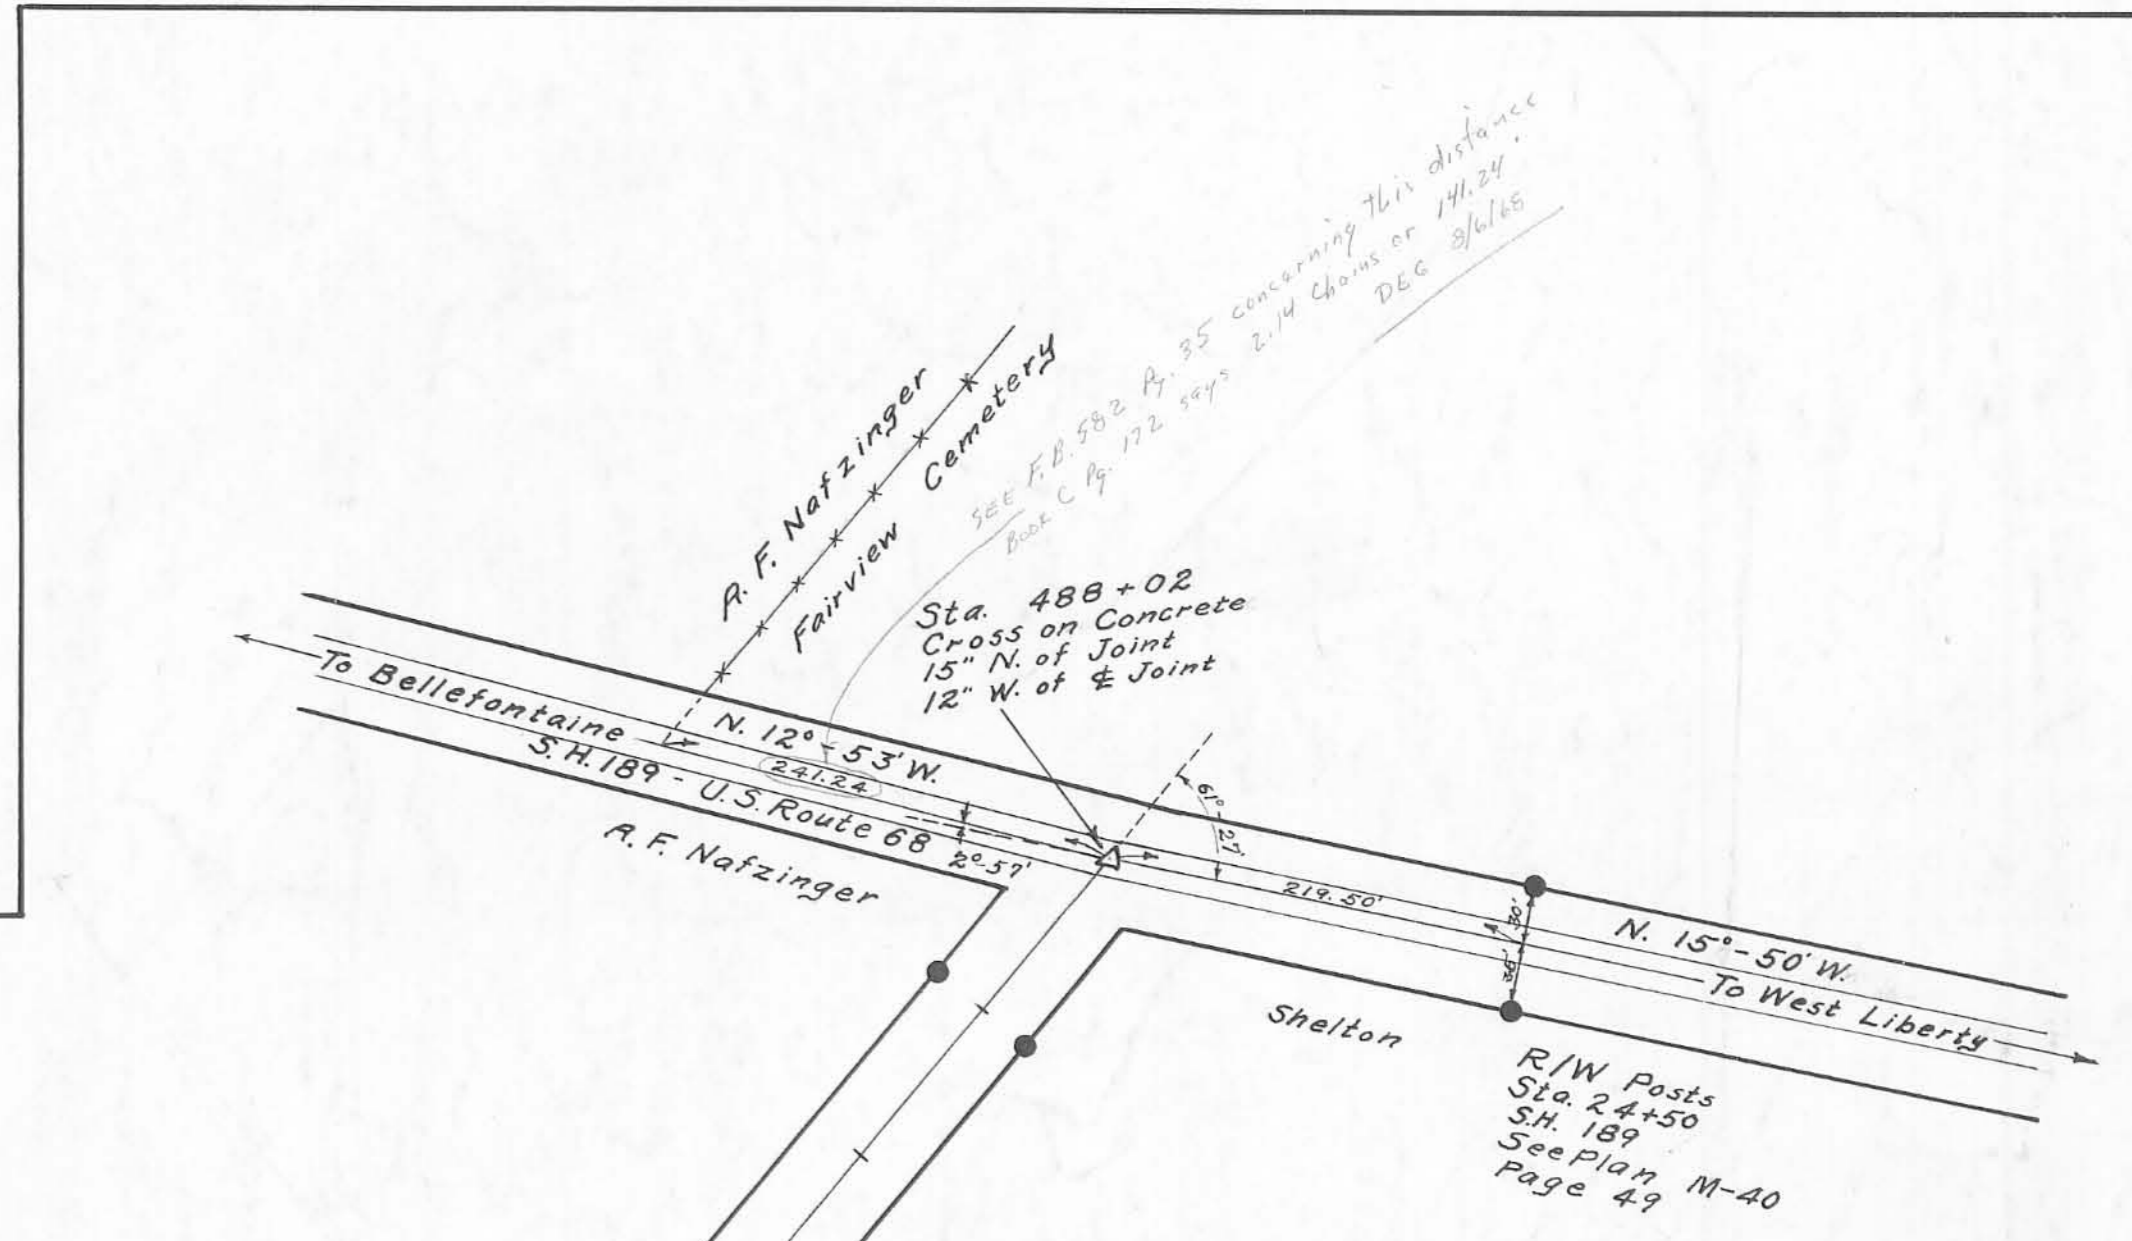 SEE F.B. 582 Pg. 35 concerning this distance
BOOK C Pg. 172 says 2.14 Chains or 141.24'
DEG 8/6/68
A. F. Nafzinger
Fairview Cemetery
Sta. 488+02
Cross on Concrete
15" N. of Joint
12" W. of ℄ Joint
To Bellefontaine
N. 12°-53' W.
241.24
S.H. 189 - U.S. Route 68
2°-57'
A. F. Nafzinger
61°-27'
219.50'
30'
N. 15°-50' W.
To West Liberty
Shelton
R/W Posts
Sta. 24+50
S.H. 189
See Plan M-40
Page 49